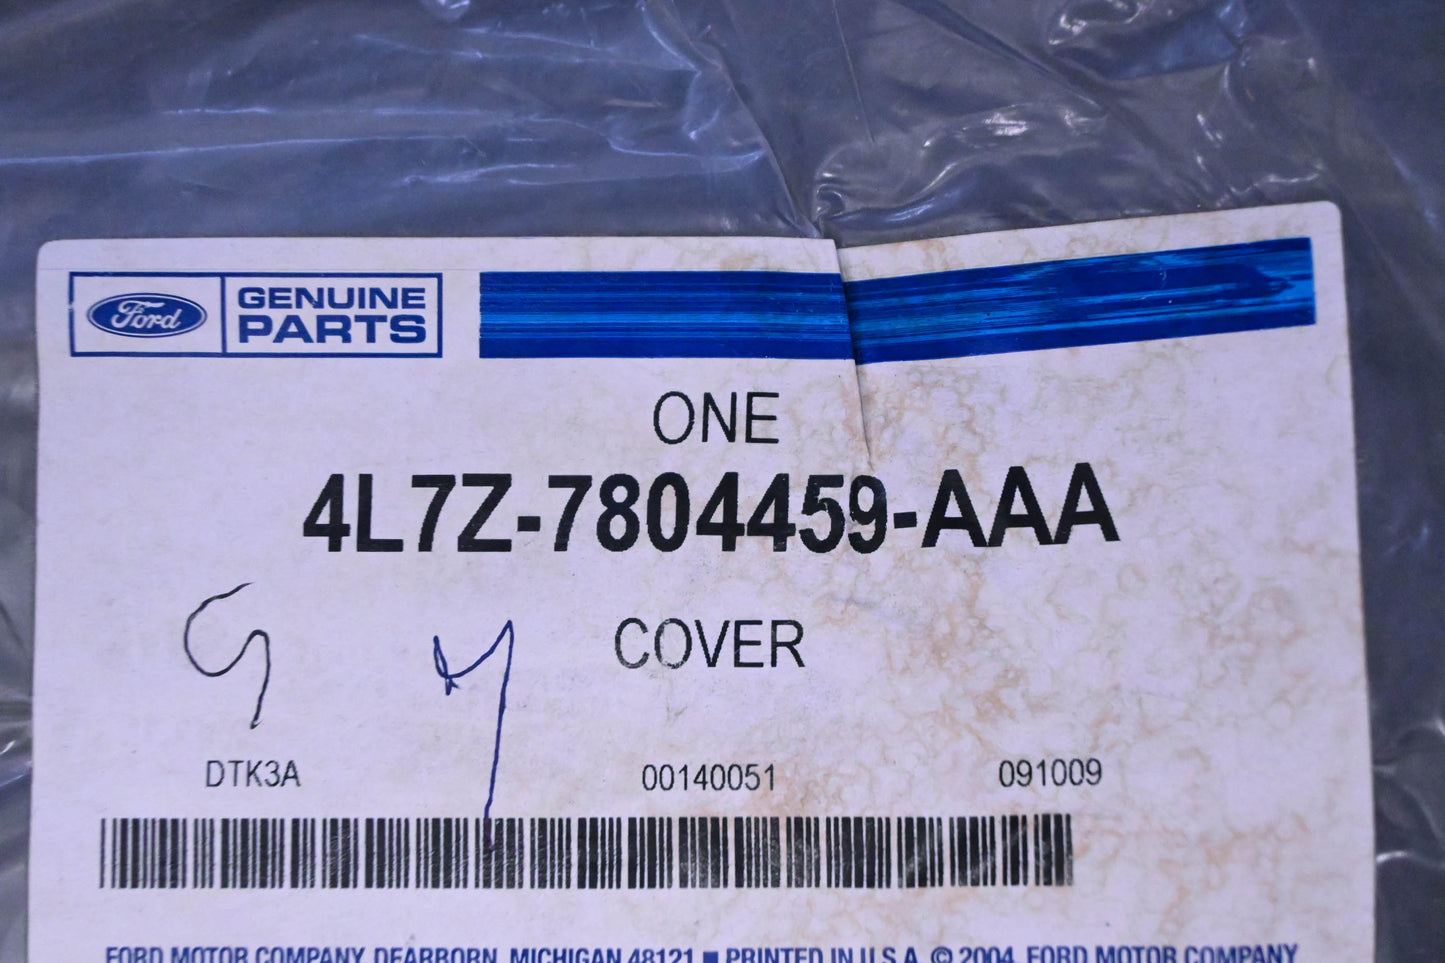 Ford GENUINE PARTS
ONE
4L7Z-7804459-AAA
COVER
DTK3A 00140051 091009
FORD MOTOR COMPANY, DEARBORN, MICHIGAN 48121 ■ PRINTED IN U.S.A. © 2004, FORD MOTOR COMPANY